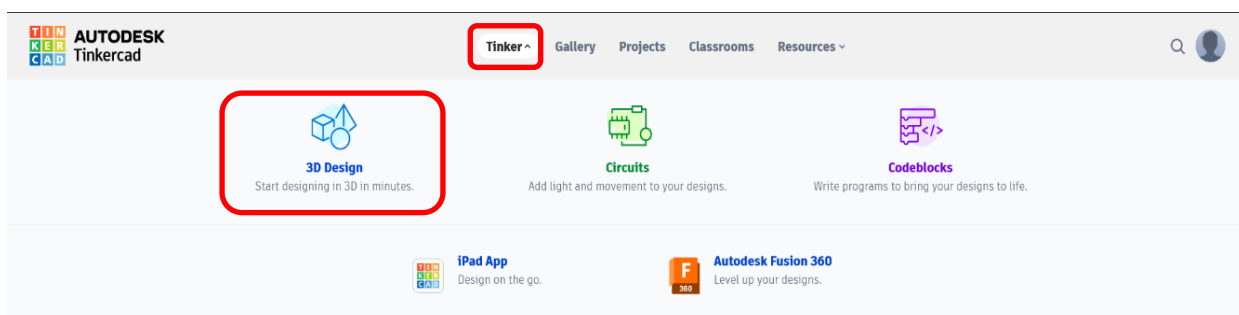 TIN
KER
CAD
AUTODESK
Tinkercad
Tinker Gallery Projects Classrooms Resources
3D Design
Start designing in 3D in minutes.
Circuits
Add light and movement to your designs.
Codeblocks
Write programs to bring your designs to life.
TIN
KER
CAD
iPad App
Design on the go.
F
360
Autodesk Fusion 360
Level up your designs.